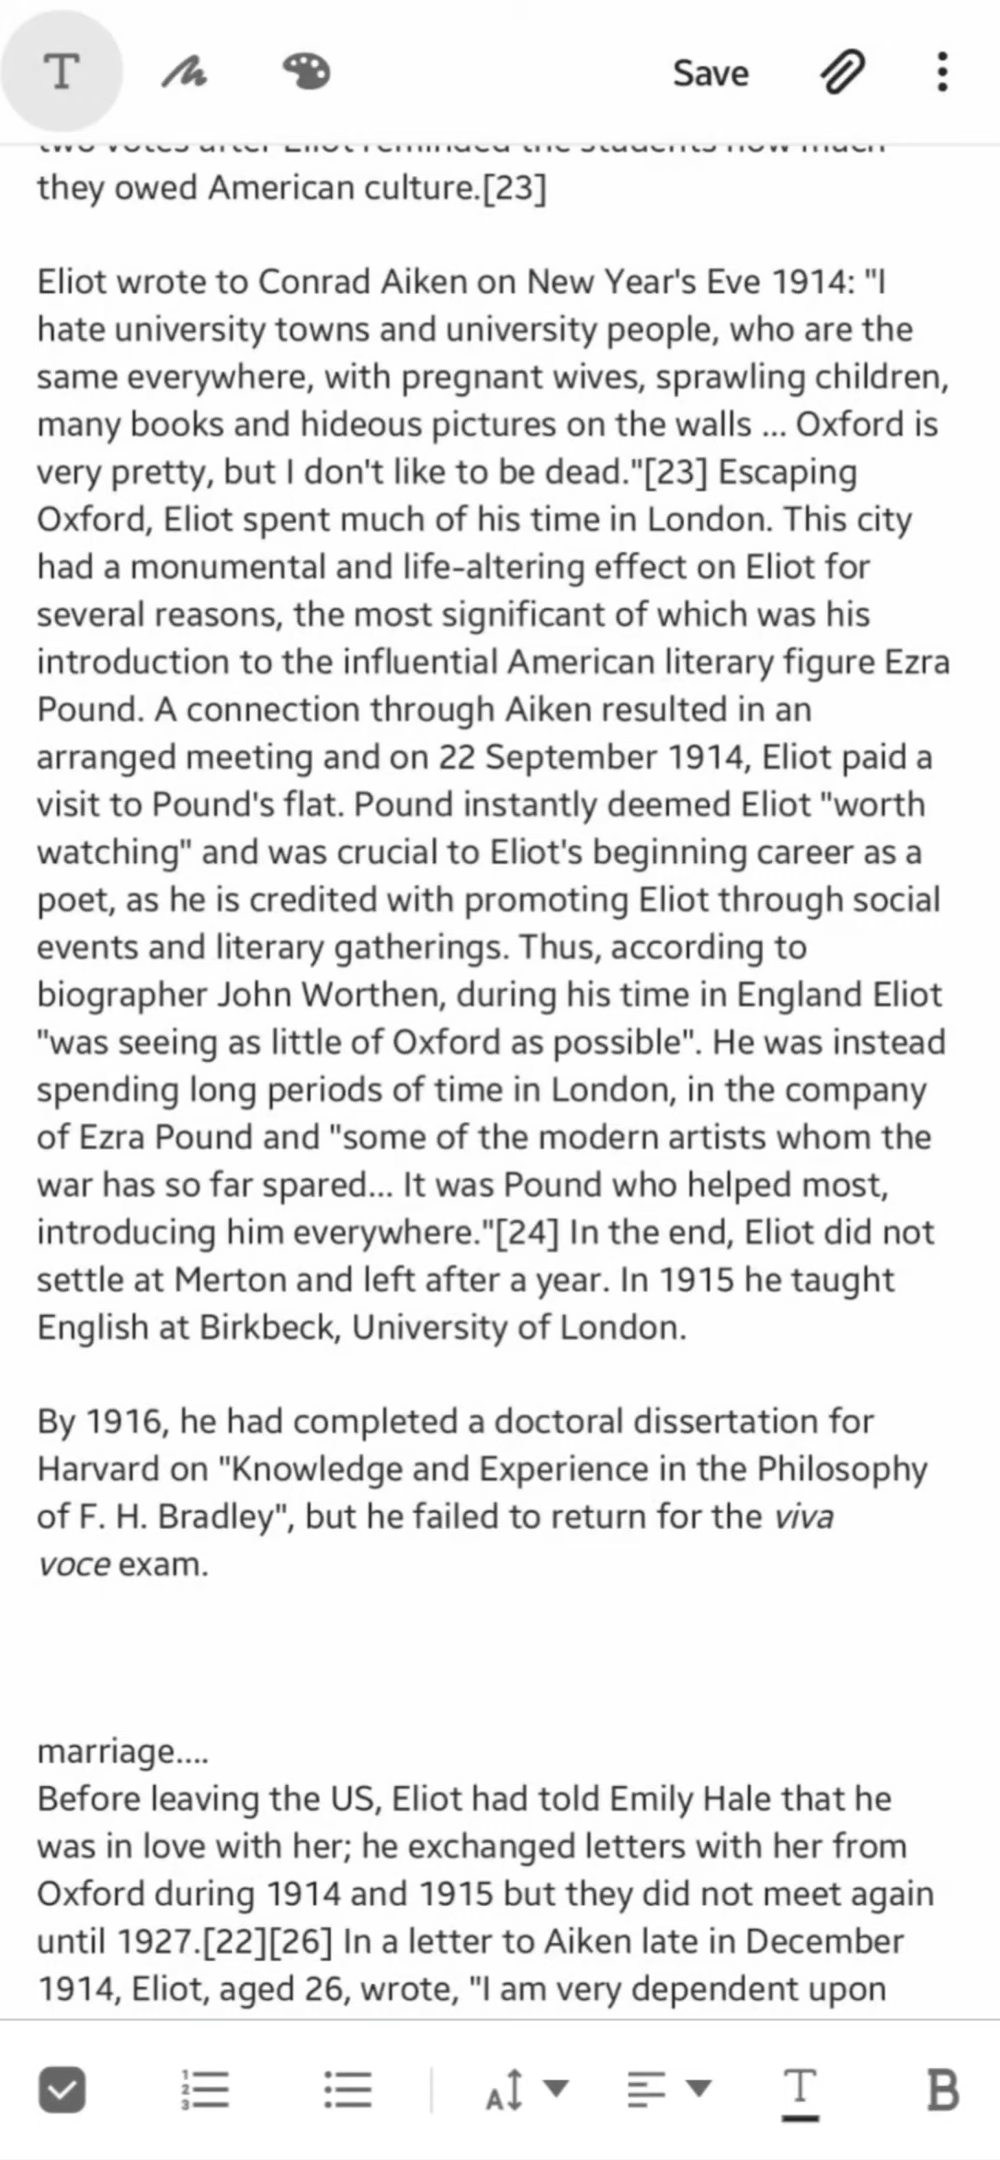 T
Save
two votes after Eliot reminded the students how much
they owed American culture.[23]
Eliot wrote to Conrad Aiken on New Year's Eve 1914: "I
hate university towns and university people, who are the
same everywhere, with pregnant wives, sprawling children,
many books and hideous pictures on the walls ... Oxford is
very pretty, but I don't like to be dead."[23] Escaping
Oxford, Eliot spent much of his time in London. This city
had a monumental and life-altering effect on Eliot for
several reasons, the most significant of which was his
introduction to the influential American literary figure Ezra
Pound. A connection through Aiken resulted in an
arranged meeting and on 22 September 1914, Eliot paid a
visit to Pound's flat. Pound instantly deemed Eliot "worth
watching" and was crucial to Eliot's beginning career as a
poet, as he is credited with promoting Eliot through social
events and literary gatherings. Thus, according to
biographer John Worthen, during his time in England Eliot
"was seeing as little of Oxford as possible". He was instead
spending long periods of time in London, in the company
of Ezra Pound and "some of the modern artists whom the
war has so far spared... It was Pound who helped most,
introducing him everywhere."[24] In the end, Eliot did not
settle at Merton and left after a year. In 1915 he taught
English at Birkbeck, University of London.
By 1916, he had completed a doctoral dissertation for
Harvard on "Knowledge and Experience in the Philosophy
of F. H. Bradley", but he failed to return for the viva
voce exam.
marriage....
Before leaving the US, Eliot had told Emily Hale that he
was in love with her; he exchanged letters with her from
Oxford during 1914 and 1915 but they did not meet again
until 1927.[22][26] In a letter to Aiken late in December
1914, Eliot, aged 26, wrote, "I am very dependent upon
A T B